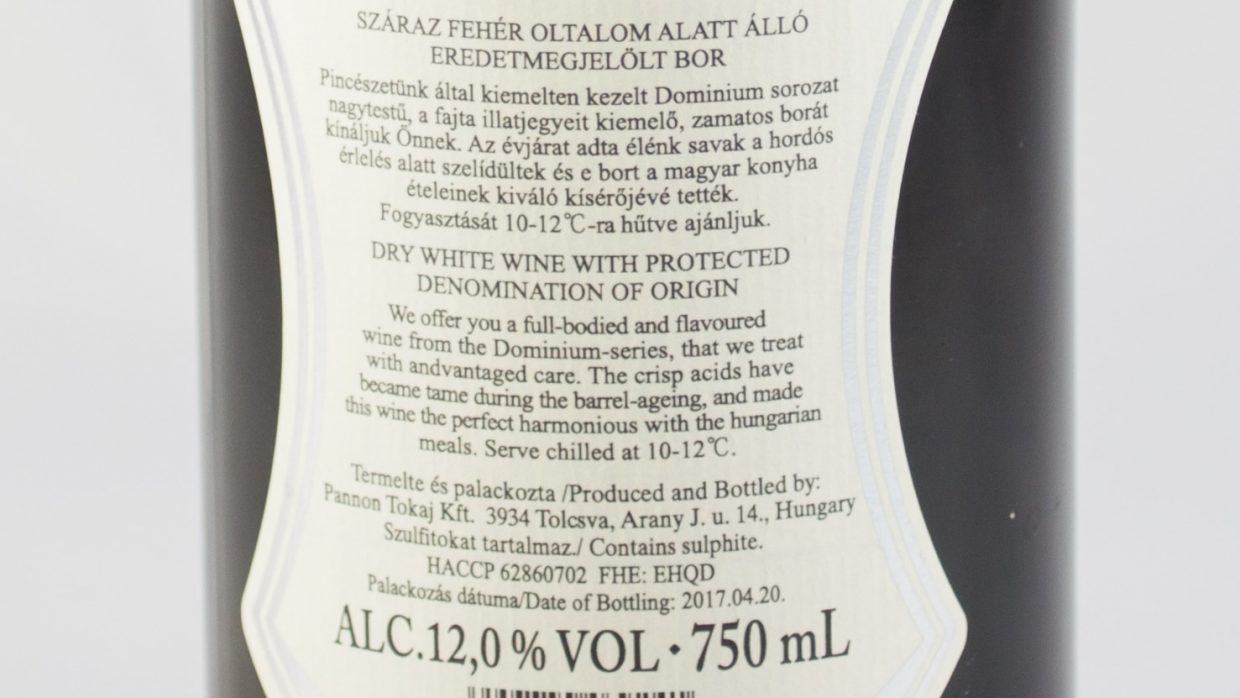 SZÁRAZ FEHÉR OLTALOM ALATT ÁLLÓ
EREDETMEGJELÖLT BOR
Pincészetünk által kiemelten kezelt Dominium sorozat
nagytestű, a fajta illatjegyeit kiemelő, zamatos borát
kínáljuk Önnek. Az évjárat adta élénk savak a hordós
érlelés alatt szelídültek és e bort a magyar konyha
ételeinek kiváló kísérőjévé tették.
Fogyasztását 10-12℃-ra hűtve ajánljuk.
DRY WHITE WINE WITH PROTECTED
DENOMINATION OF ORIGIN
We offer you a full-bodied and flavoured
wine from the Dominium-series, that we treat
with andvantaged care. The crisp acids have
became tame during the barrel-ageing, and made
this wine the perfect harmonious with the hungarian
meals. Serve chilled at 10-12℃.
Termelte és palackozta /Produced and Bottled by:
Pannon Tokaj Kft. 3934 Tolcsva, Arany J. u. 14., Hungary
Szulfitokat tartalmaz./ Contains sulphite.
HACCP 62860702 FHE: EHQD
Palackozás dátuma/Date of Bottling: 2017.04.20.
ALC.12,0 % VOL • 750 mL